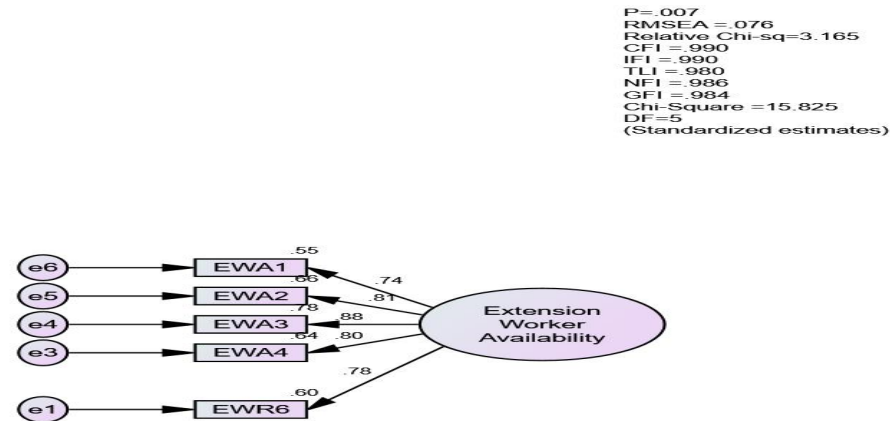 P=.007
RMSEA =.076
Relative Chi-sq=3.165
CFI =.990
IFI =.990
TLI =.980
NFI =.986
GFI =.984
Chi-Square =15.825
DF=5
(Standardized estimates)
.55
e6 EWA1 .74
.66
e5 EWA2 .81
.78
e4 EWA3 .88
.64 .80
e3 EWA4
Extension
Worker
Availability
.78
.60
e1 EWR6